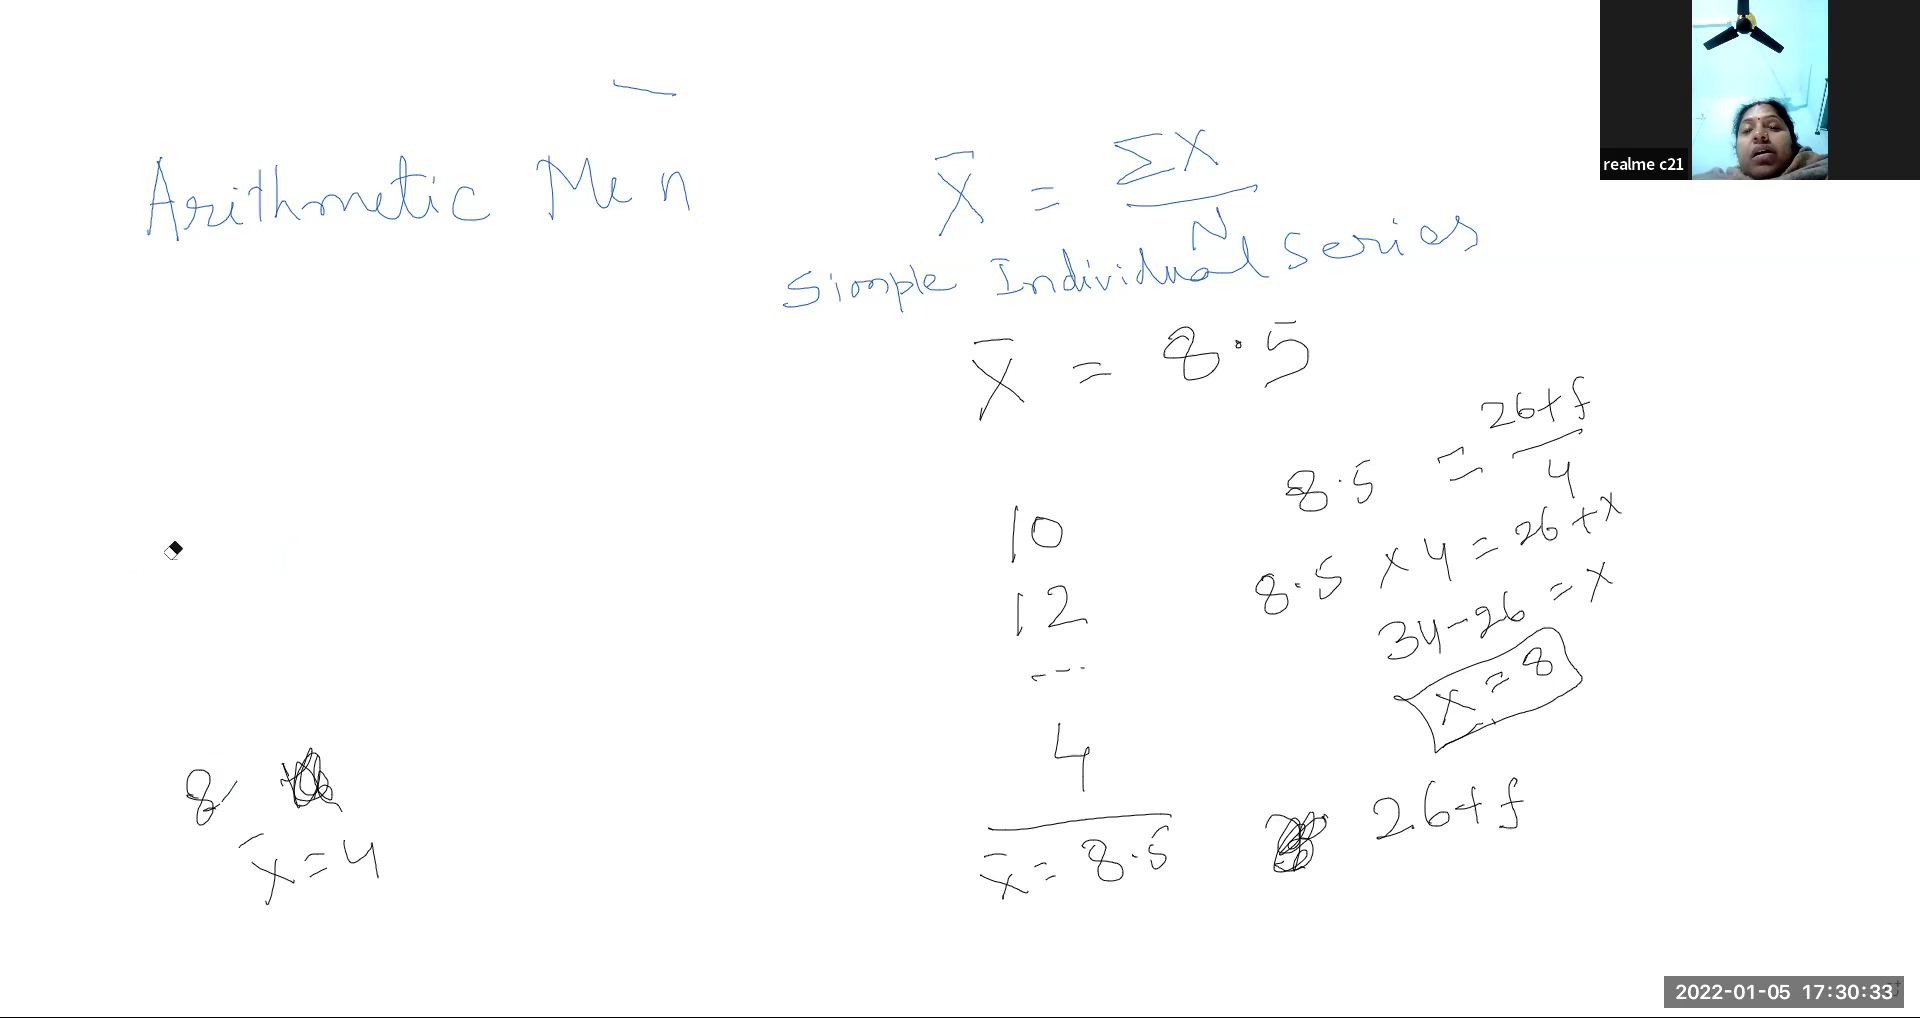 realme c21
Arithmetic Me n
X̄ = ΣX / N
Simple Individual Series
X̄ = 8.5
8.5 = 26+f / 4
10
8.5 × 4 = 26 + x
12
34-26 = x
---
x = 8
4
26+f
8
x̄ = 8.5
x̄ = 4
2022-01-05 17:30:33